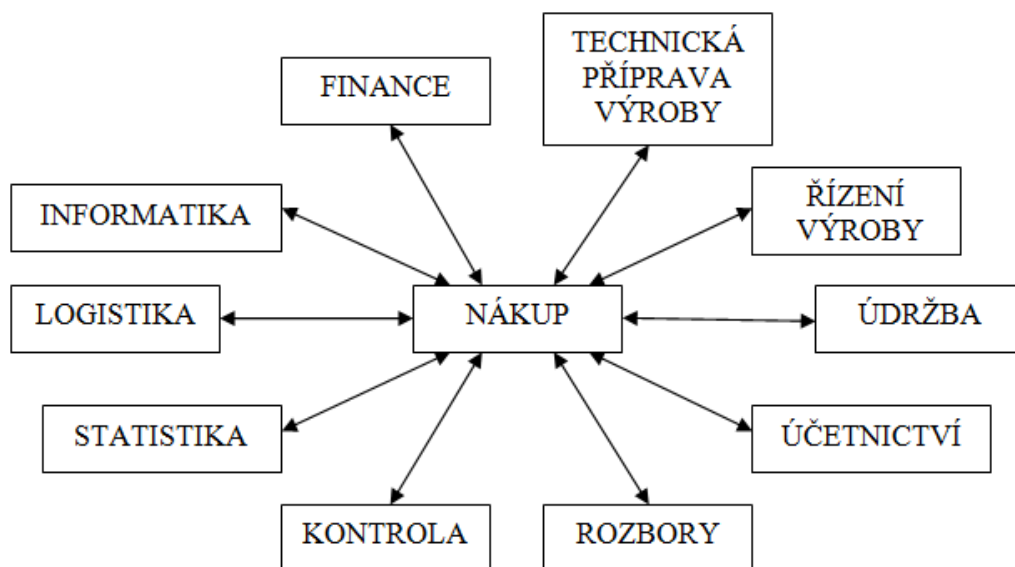 TECHNICKÁ
PŘÍPRAVA
VÝROBY
FINANCE
INFORMATIKA
ŘÍZENÍ
VÝROBY
LOGISTIKA
NÁKUP
ÚDRŽBA
STATISTIKA
ÚČETNICTVÍ
KONTROLA
ROZBORY